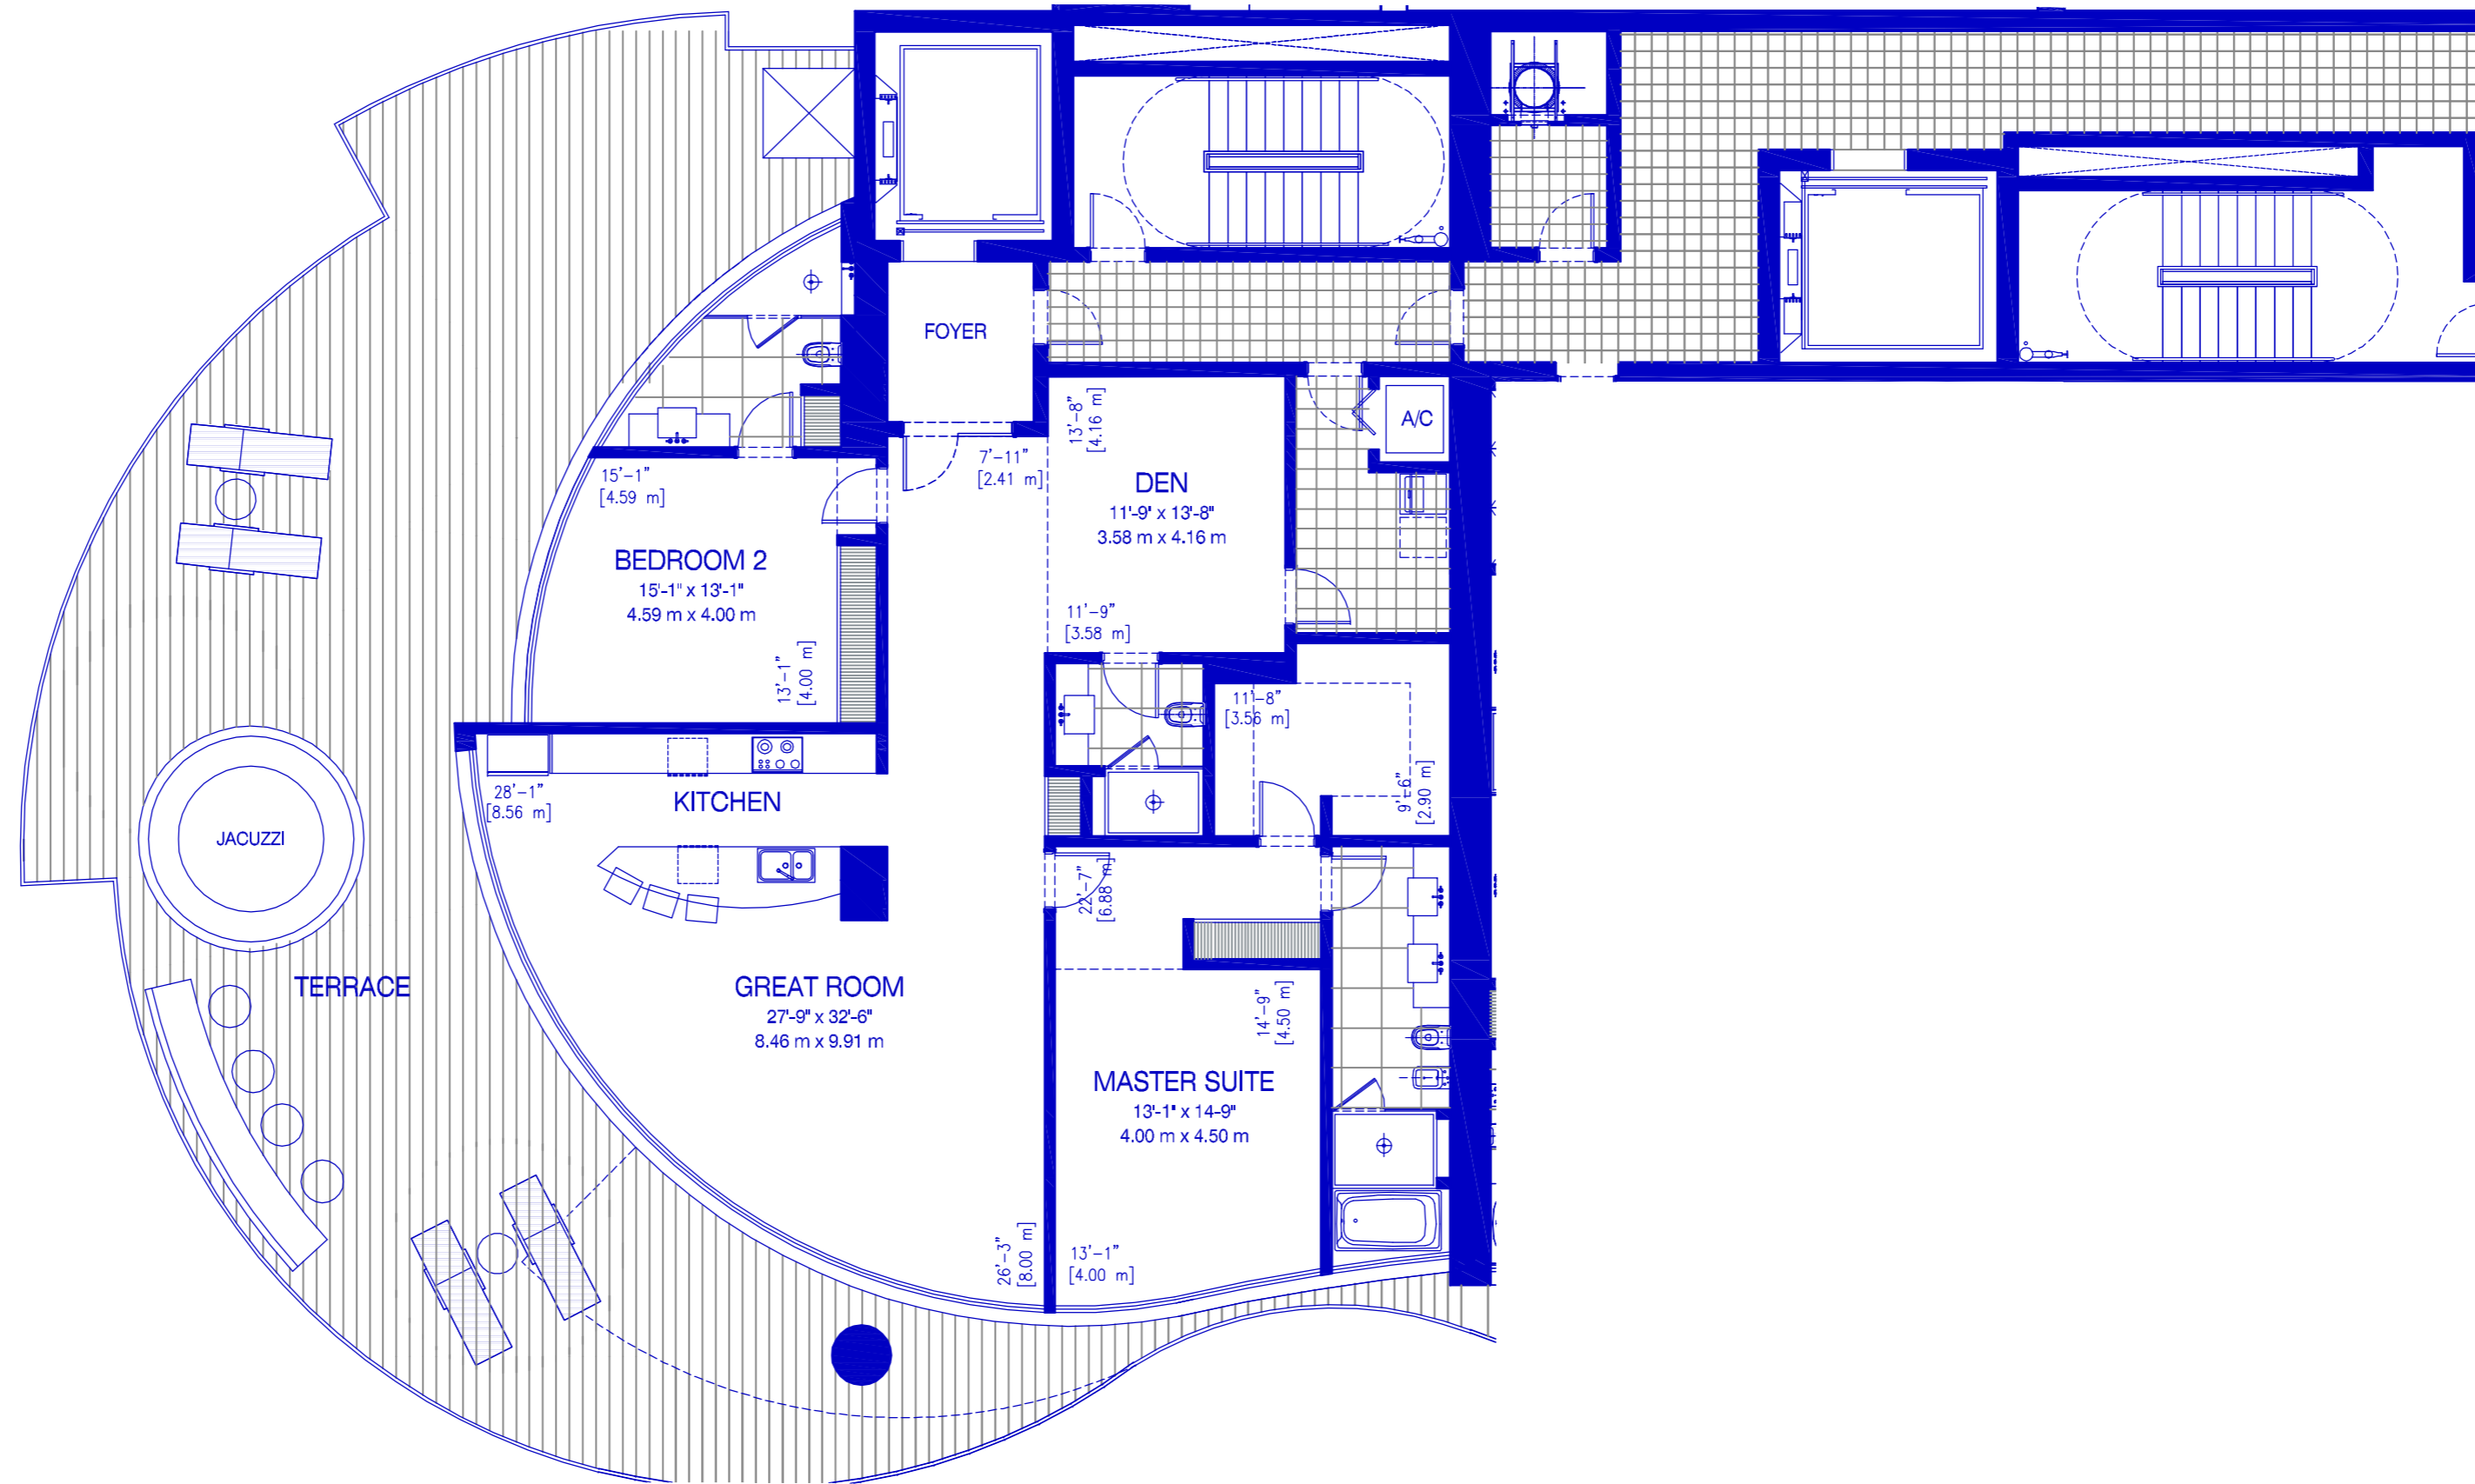 FOYER
A/C
13'-8"
[4.16 m]
7'-11"
[2.41 m]
DEN
11'-9" x 13'-8"
3.58 m x 4.16 m
15'-1"
[4.59 m]
BEDROOM 2
15'-1" x 13'-1"
4.59 m x 4.00 m
11'-9"
[3.58 m]
13'-1"
[4.00 m]
11'-8"
[3.56 m]
9'-6"
[2.90 m]
28'-1"
[8.56 m]
KITCHEN
JACUZZI
22'-7"
[6.88 m]
TERRACE
GREAT ROOM
27'-9" x 32'-6"
8.46 m x 9.91 m
14'-9"
[4.50 m]
MASTER SUITE
13'-1" x 14'-9"
4.00 m x 4.50 m
26'-3"
[8.00 m]
13'-1"
[4.00 m]